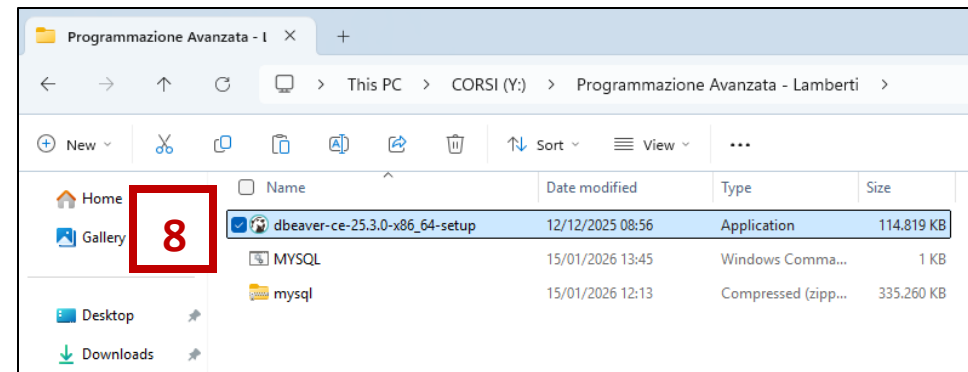 Programmazione Avanzata - L
This PC > CORSI (Y:) > Programmazione Avanzata - Lamberti >
New Sort View ...
Name Date modified Type Size
Home
Gallery
8
dbeaver-ce-25.3.0-x86_64-setup 12/12/2025 08:56 Application 114.819 KB
MYSQL 15/01/2026 13:45 Windows Comma... 1 KB
mysql 15/01/2026 12:13 Compressed (zipp... 335.260 KB
Desktop
Downloads